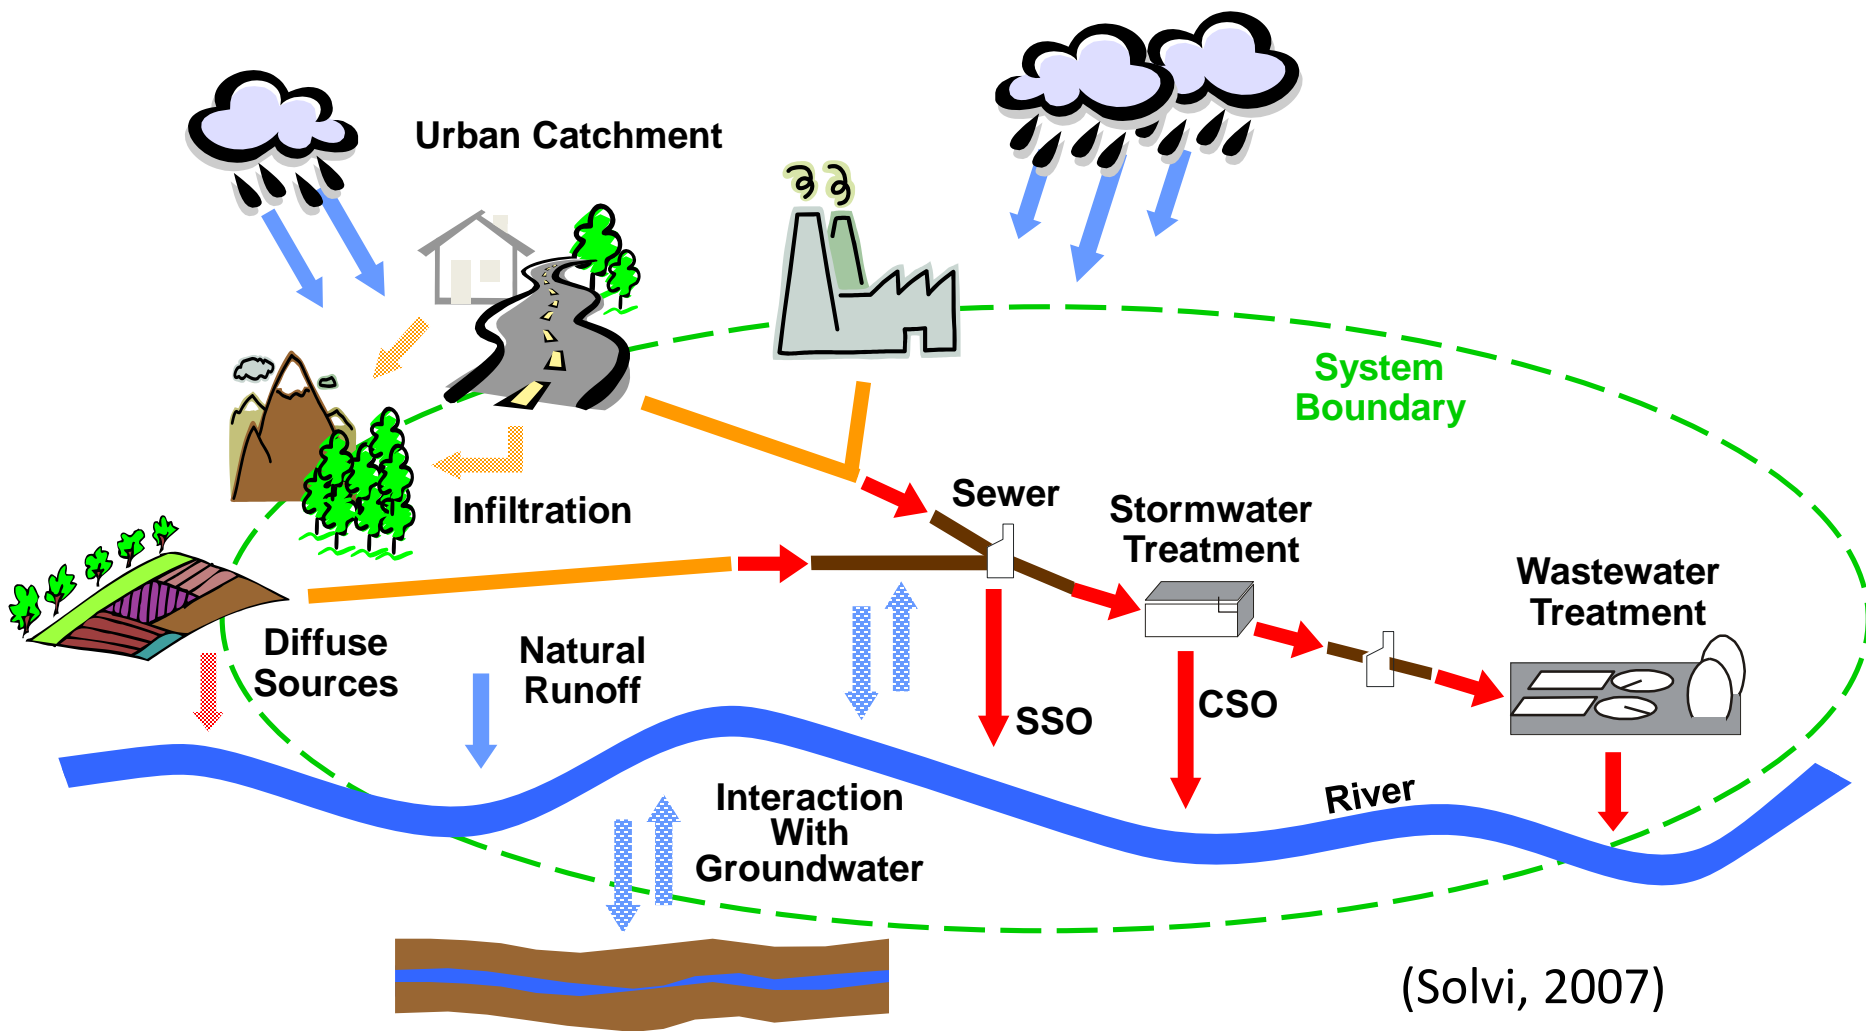 Urban Catchment
System
Boundary
Infiltration
Sewer
Stormwater
Treatment
Wastewater
Treatment
Diffuse
Sources
Natural
Runoff
SSO
CSO
River
Interaction
With
Groundwater
(Solvi, 2007)